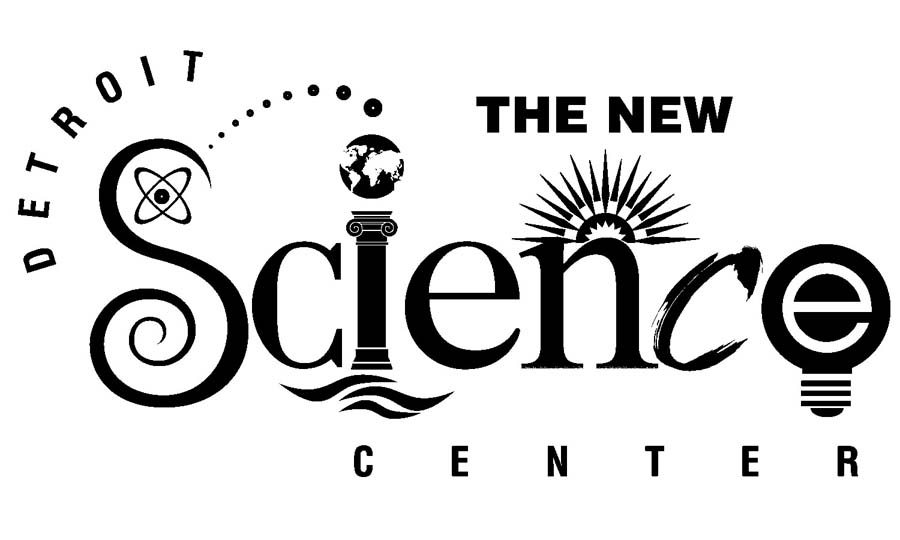 DETROIT
THE NEW
Science
CENTER